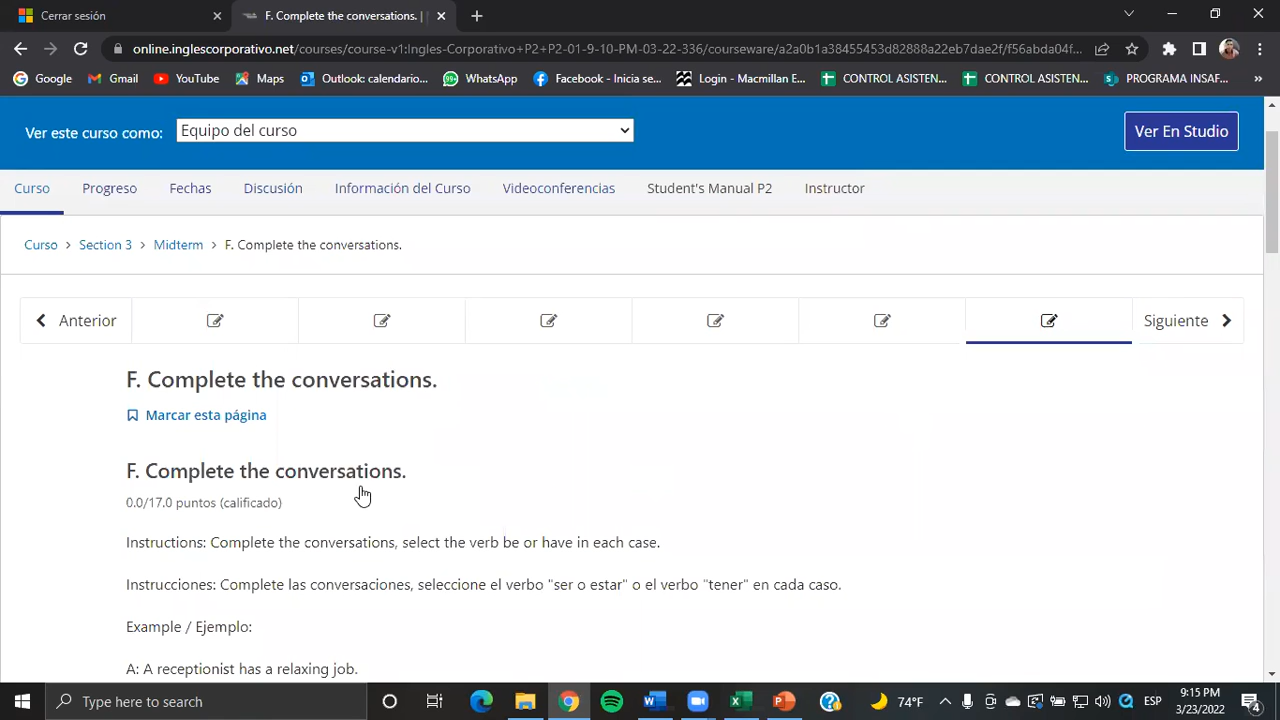 Cerrar sesión
F. Complete the conversations. |
online.inglescorporativo.net/courses/course-v1:Ingles-Corporativo+P2+P2-01-9-10-PM-03-22-336/courseware/a2a0b1a38455453d82888a22eb7dae2f/f56abda04f...
Google
Gmail
YouTube
Maps
Outlook: calendario...
WhatsApp
Facebook - Inicia se...
Login - Macmillan E...
CONTROL ASISTEN...
CONTROL ASISTEN...
PROGRAMA INSAF...
»
Ver este curso como:
Equipo del curso
Ver En Studio
Curso
Progreso
Fechas
Discusión
Información del Curso
Videoconferencias
Student's Manual P2
Instructor
Curso > Section 3 > Midterm > F. Complete the conversations.
Anterior
Siguiente
F. Complete the conversations.
Marcar esta página
F. Complete the conversations.
0.0/17.0 puntos (calificado)
Instructions: Complete the conversations, select the verb be or have in each case.
Instrucciones: Complete las conversaciones, seleccione el verbo "ser o estar" o el verbo "tener" en cada caso.
Example / Ejemplo:
A: A receptionist has a relaxing job.
Type here to search
74°F
ESP
9:15 PM
3/23/2022
4